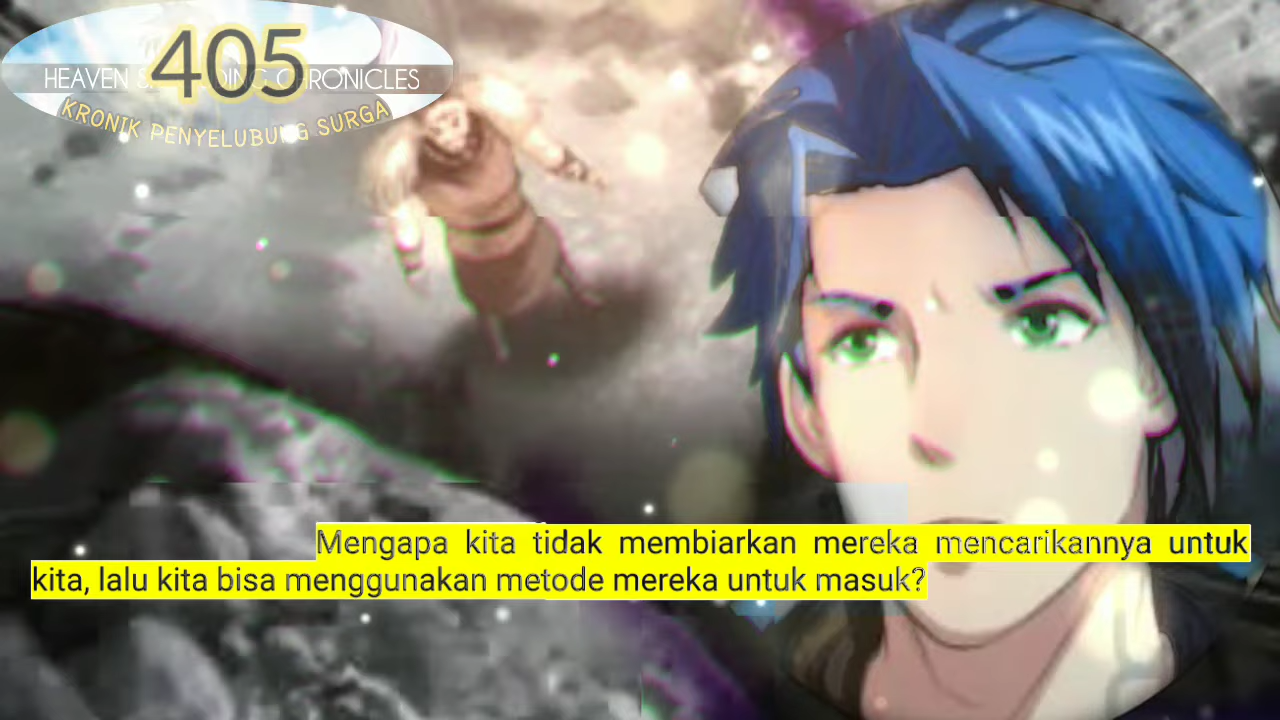 405
HEAVEN S DING CHRONICLES
KRONIK PENYELUBUNG SURGA
Mengapa kita tidak membiarkan mereka mencarikannya untuk
kita, lalu kita bisa menggunakan metode mereka untuk masuk?